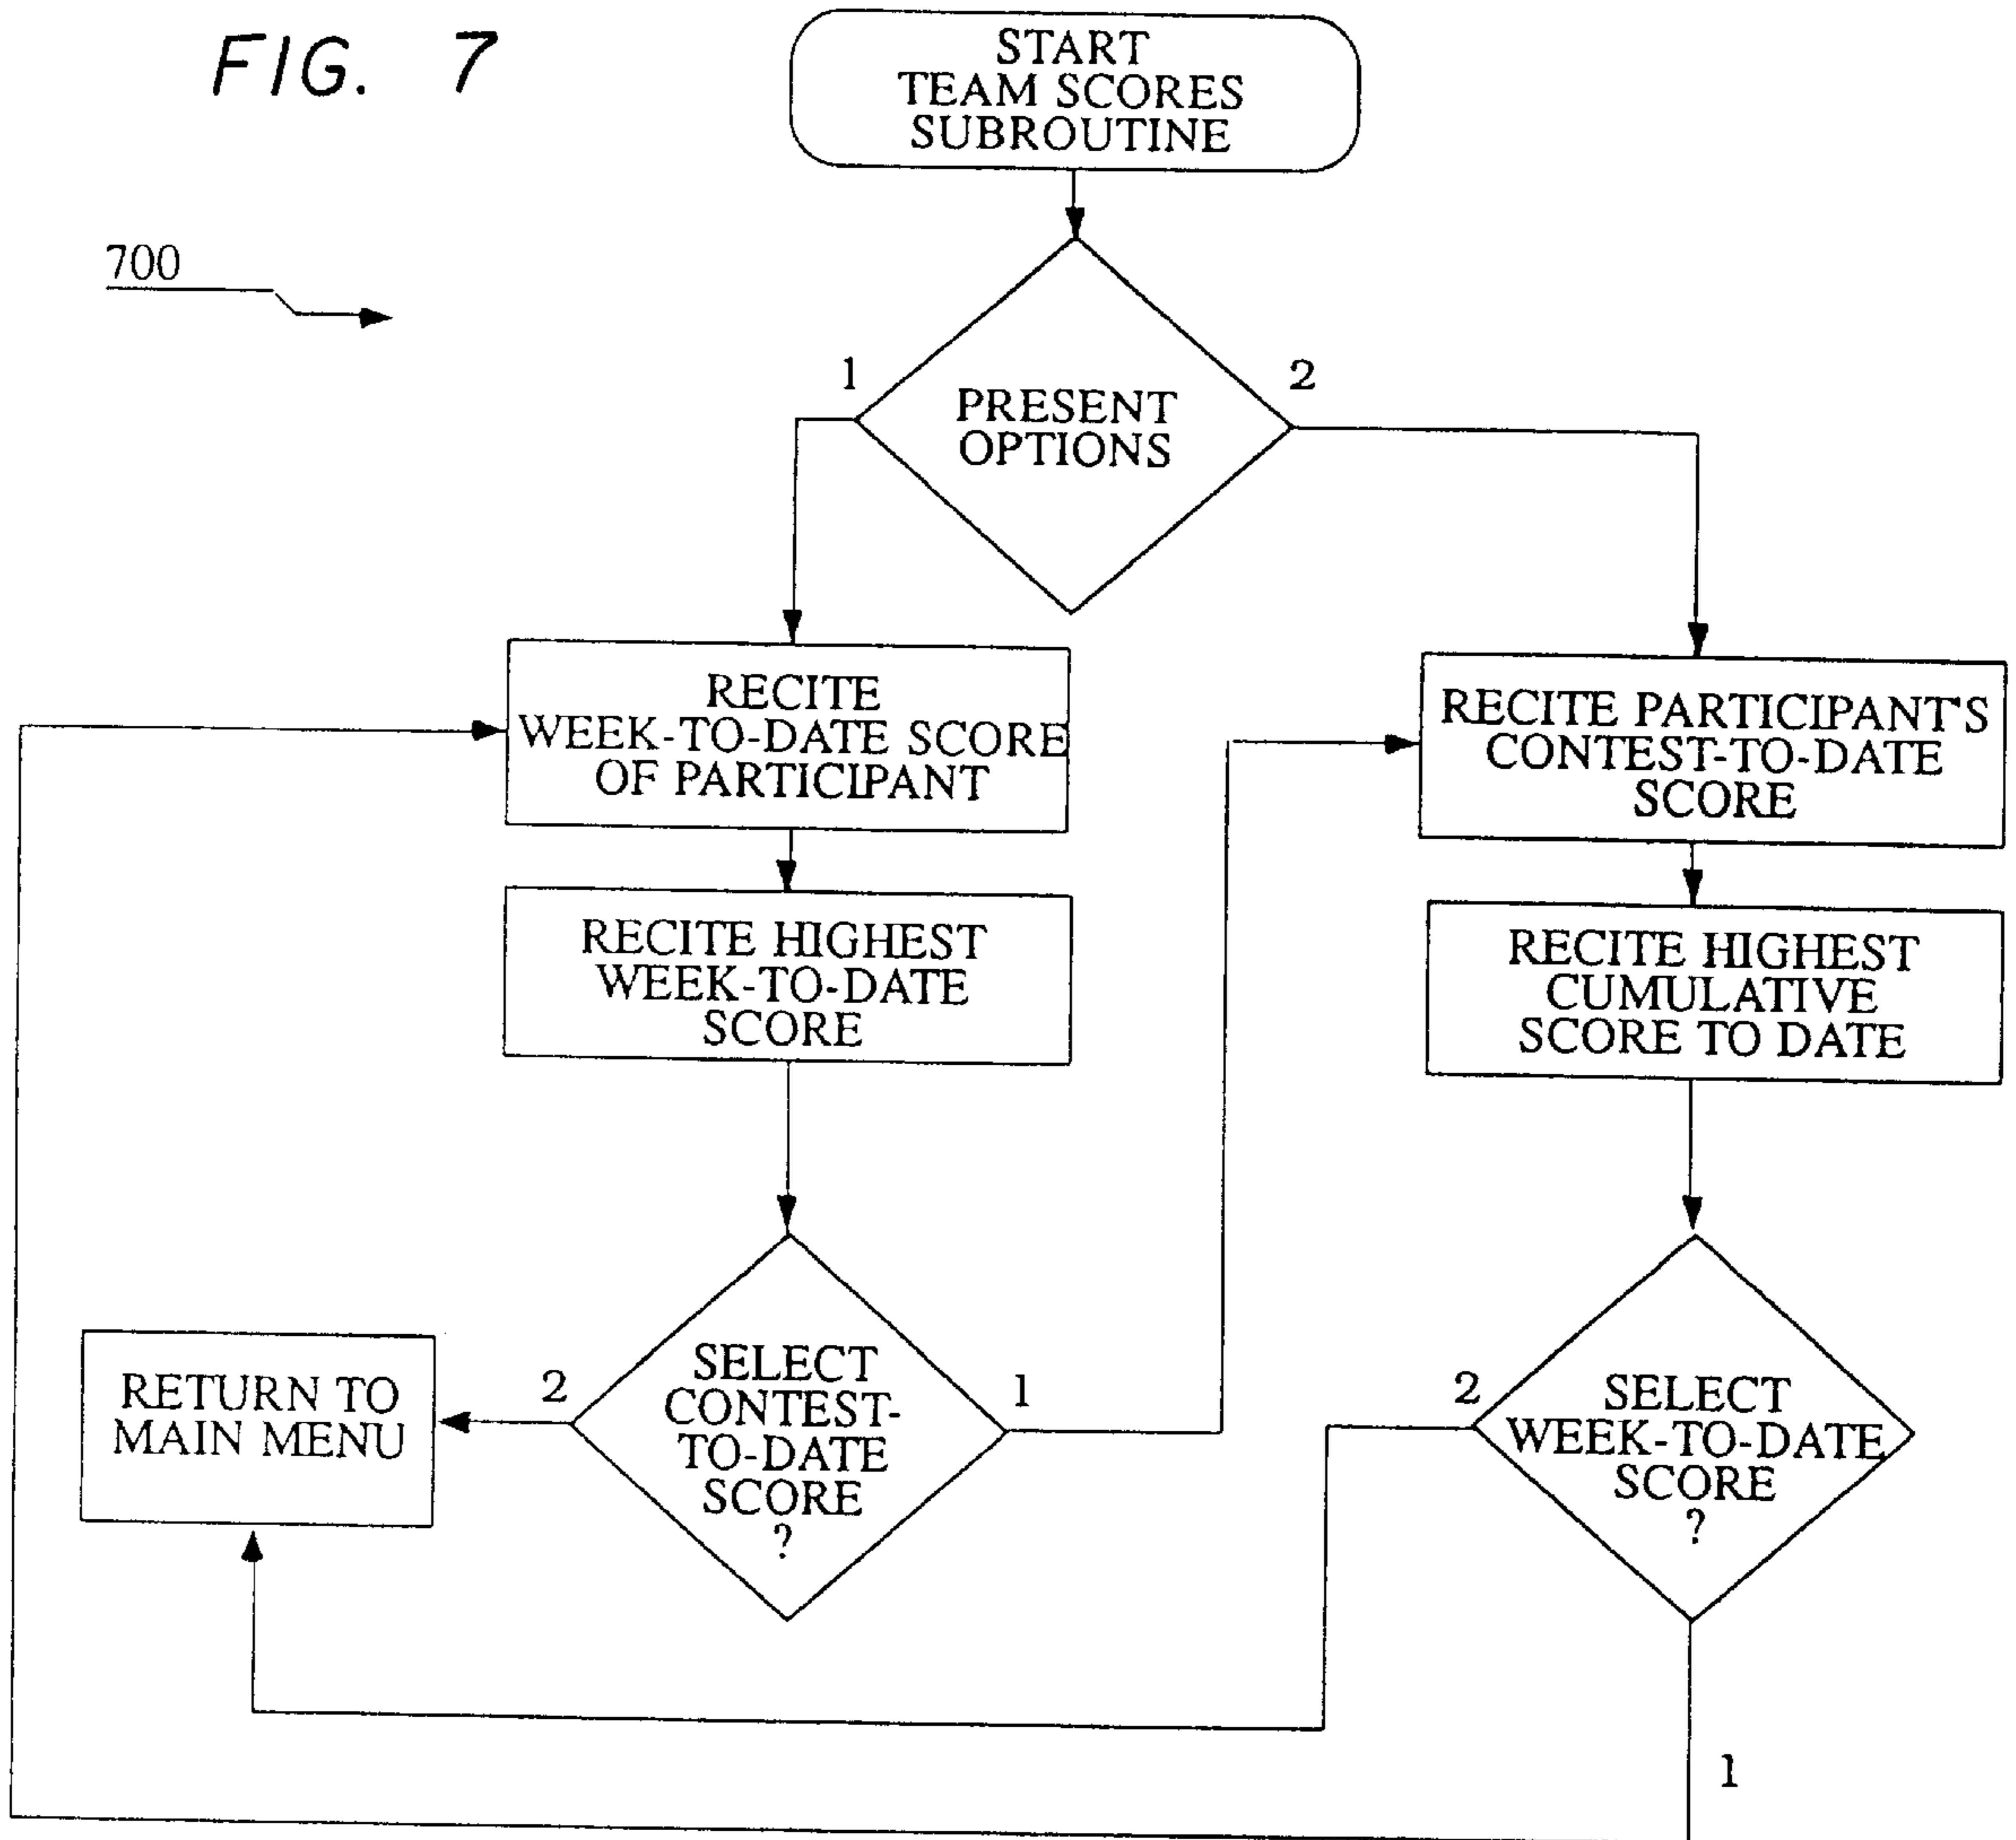 FIG. 7
START
TEAM SCORES
SUBROUTINE
700
1
2
PRESENT
OPTIONS
RECITE
WEEK-TO-DATE SCORE
OF PARTICIPANT
RECITE PARTICIPANT'S
CONTEST-TO-DATE
SCORE
RECITE HIGHEST
WEEK-TO-DATE
SCORE
RECITE HIGHEST
CUMULATIVE
SCORE TO DATE
RETURN TO
MAIN MENU
2
SELECT
CONTEST-
TO-DATE
SCORE
?
1
2
SELECT
WEEK-TO-DATE
SCORE
?
1